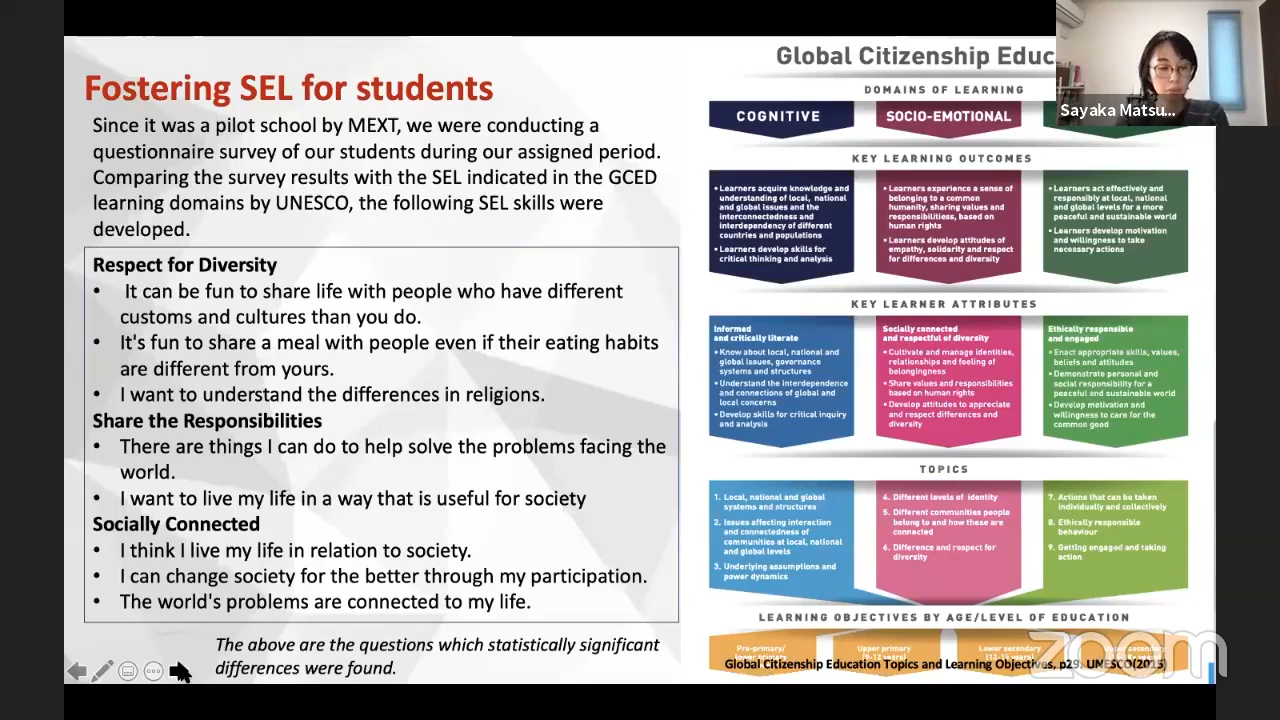 Fostering SEL for students
Since it was a pilot school by MEXT, we were conducting a
questionnaire survey of our students during our assigned period.
Comparing the survey results with the SEL indicated in the GCED
learning domains by UNESCO, the following SEL skills were
developed.
Respect for Diversity
• It can be fun to share life with people who have different
customs and cultures than you do.
• It's fun to share a meal with people even if their eating habits
are different from yours.
• I want to understand the differences in religions.
Share the Responsibilities
• There are things I can do to help solve the problems facing the
world.
• I want to live my life in a way that is useful for society
Socially Connected
• I think I live my life in relation to society.
• I can change society for the better through my participation.
• The world's problems are connected to my life.
The above are the questions which statistically significant
differences were found.
Global Citizenship Educ
DOMAINS OF LEARNING
COGNITIVE
SOCIO-EMOTIONAL
KEY LEARNING OUTCOMES
• Learners acquire knowledge and
understanding of local, national
and global issues and the
interconnectedness and
interdependency of different
countries and populations
• Learners develop skills for
critical thinking and analysis
• Learners experience a sense of
belonging to a common
humanity, sharing values and
responsibilities, based on
human rights
• Learners develop attitudes of
empathy, solidarity and respect
for differences and diversity
• Learners act effectively and
responsibly at local, national
and global levels for a more
peaceful and sustainable world
• Learners develop motivation
and willingness to take
necessary actions
KEY LEARNER ATTRIBUTES
Informed
and critically literate
• Know about local, national and
global issues, governance
systems and structures
• Understand the interdependence
and connections of global and
local concerns
• Develop skills for critical inquiry
and analysis
Socially connected
and respectful of diversity
• Cultivate and manage identities,
relationships and feeling of
belongingness
• Share values and responsibilities
based on human rights
• Develop attitudes to appreciate
and respect differences and
diversity
Ethically responsible
and engaged
• Enact appropriate skills, values,
beliefs and attitudes
• Demonstrate personal and
social responsibility for a
peaceful and sustainable world
• Develop motivation and
willingness to care for the
common good
TOPICS
1. Local, national and global
systems and structures
2. Issues affecting interaction
and connectedness of
communities at local, national
and global levels
3. Underlying assumptions and
power dynamics
4. Different levels of identity
5. Different communities people
belong to and how these are
connected
6. Difference and respect for
diversity
7. Actions that can be taken
individually and collectively
8. Ethically responsible
behaviour
9. Getting engaged and taking
action
LEARNING OBJECTIVES BY AGE/LEVEL OF EDUCATION
Pre-primary/
lower primary
Upper primary
(9-12 years)
Lower secondary
(12-15 years)
secondary
Global Citizenship Education Topics and Learning Objectives, p29, UNESCO(2015)
Sayaka Matsu...
zoom